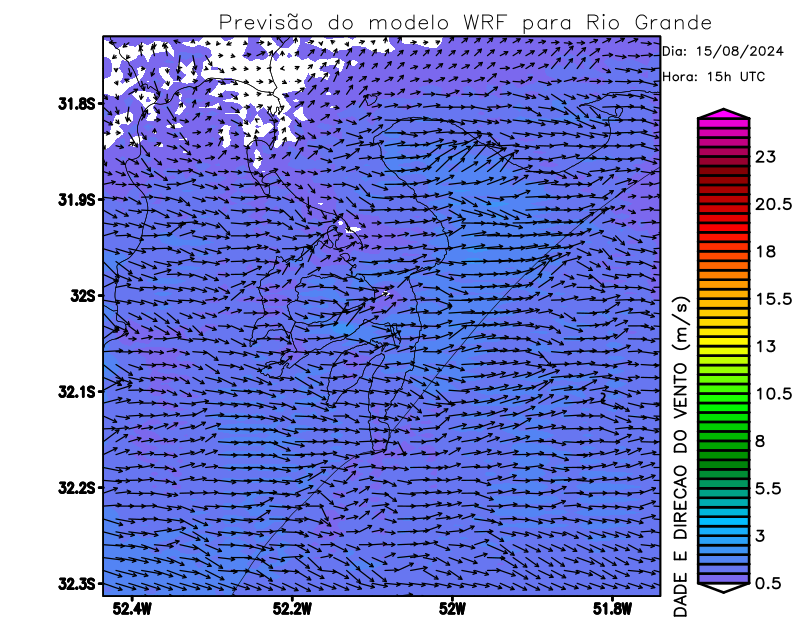 Previsão do modelo WRF para Rio Grande
Dia: 15/08/2024
Hora: 15h UTC
31.8S
31.9S
32S
32.1S
32.2S
32.3S
52.4W
52.2W
52W
51.8W
23
20.5
18
15.5
13
10.5
8
5.5
3
0.5
DADE E DIRECAO DO VENTO (m/s)